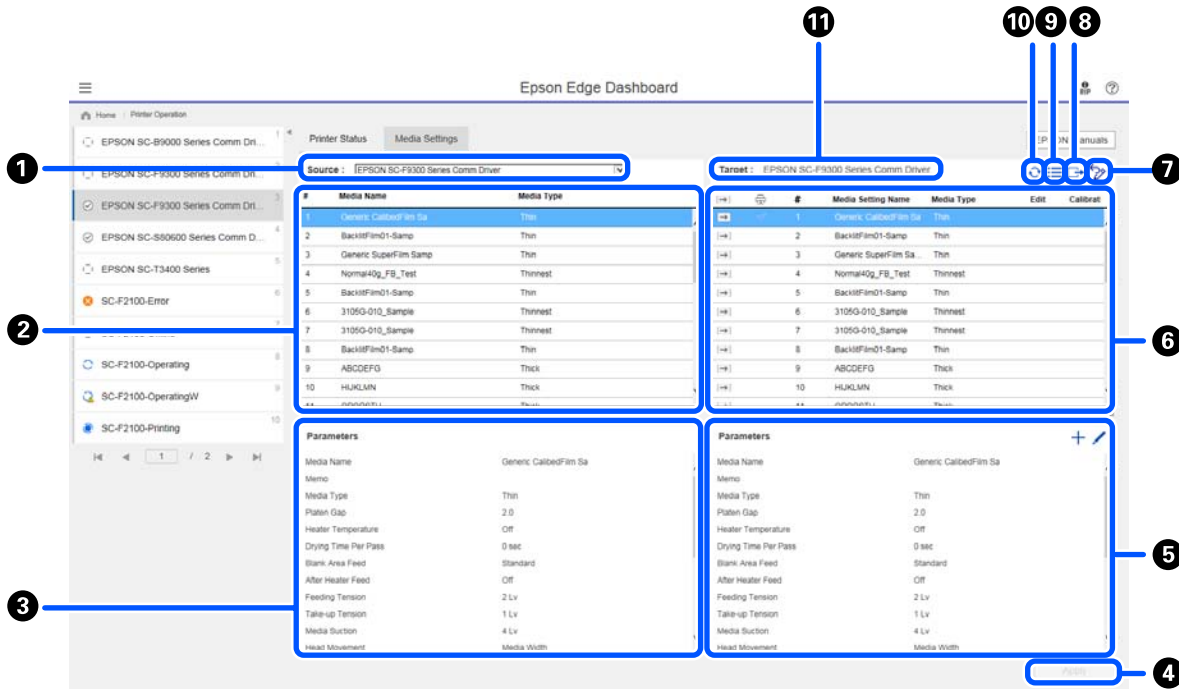 11 10 9 8
Epson Edge Dashboard
RIP
Home Printer Operation
EPSON SC-B9000 Series Comm Dri... 1
Printer Status Media Settings
7
1
EPSON SC-F9300 Series Comm Dri...
Source : EPSON SC-F9300 Series Comm Driver
Target : EPSON SC-F9300 Series Comm Driver
EPSON SC-F9300 Series Comm Dri... 3
EPSON SC-S80600 Series Comm D... 4
EPSON SC-T3400 Series 5
SC-F2100-Error 6
2
SC-F2100-Operating 8
SC-F2100-OperatingW 9
SC-F2100-Printing 10
1 / 2
# Media Name Media Type
1 Generic CalibedFilm Sa Thin
2 BacklitFilm01-Samp Thin
3 Generic SuperFilm Samp Thin
4 Normal40g_FB_Test Thinnest
5 BacklitFilm01-Samp Thin
6 3105G-010_Sample Thinnest
7 3105G-010_Sample Thinnest
8 BacklitFilm01-Samp Thin
9 ABCDEFG Thick
10 HIJKLMN Thick
# Media Setting Name Media Type Edit Calibrat
1 Generic CalibedFilm Sa Thin
2 BacklitFilm01-Samp Thin
3 Generic SuperFilm Sa... Thin
4 Normal40g_FB_Test Thinnest
5 BacklitFilm01-Samp Thin
6 3105G-010_Sample Thinnest
7 3105G-010_Sample Thinnest
8 BacklitFilm01-Samp Thin
9 ABCDEFG Thick
10 HIJKLMN Thick
6
3
Parameters
Media Name Generic CalibedFilm Sa
Memo
Media Type Thin
Platen Gap 2.0
Heater Temperature Off
Drying Time Per Pass 0 sec
Blank Area Feed Standard
After Heater Feed Off
Feeding Tension 2 Lv
Take-up Tension 1 Lv
Media Suction 4 Lv
Head Movement Media Width
Parameters
Media Name Generic CalibedFilm Sa
Memo
Media Type Thin
Platen Gap 2.0
Heater Temperature Off
Drying Time Per Pass 0 sec
Blank Area Feed Standard
After Heater Feed Off
Feeding Tension 2 Lv
Take-up Tension 1 Lv
Media Suction 4 Lv
Head Movement Media Width
5
Apply
4